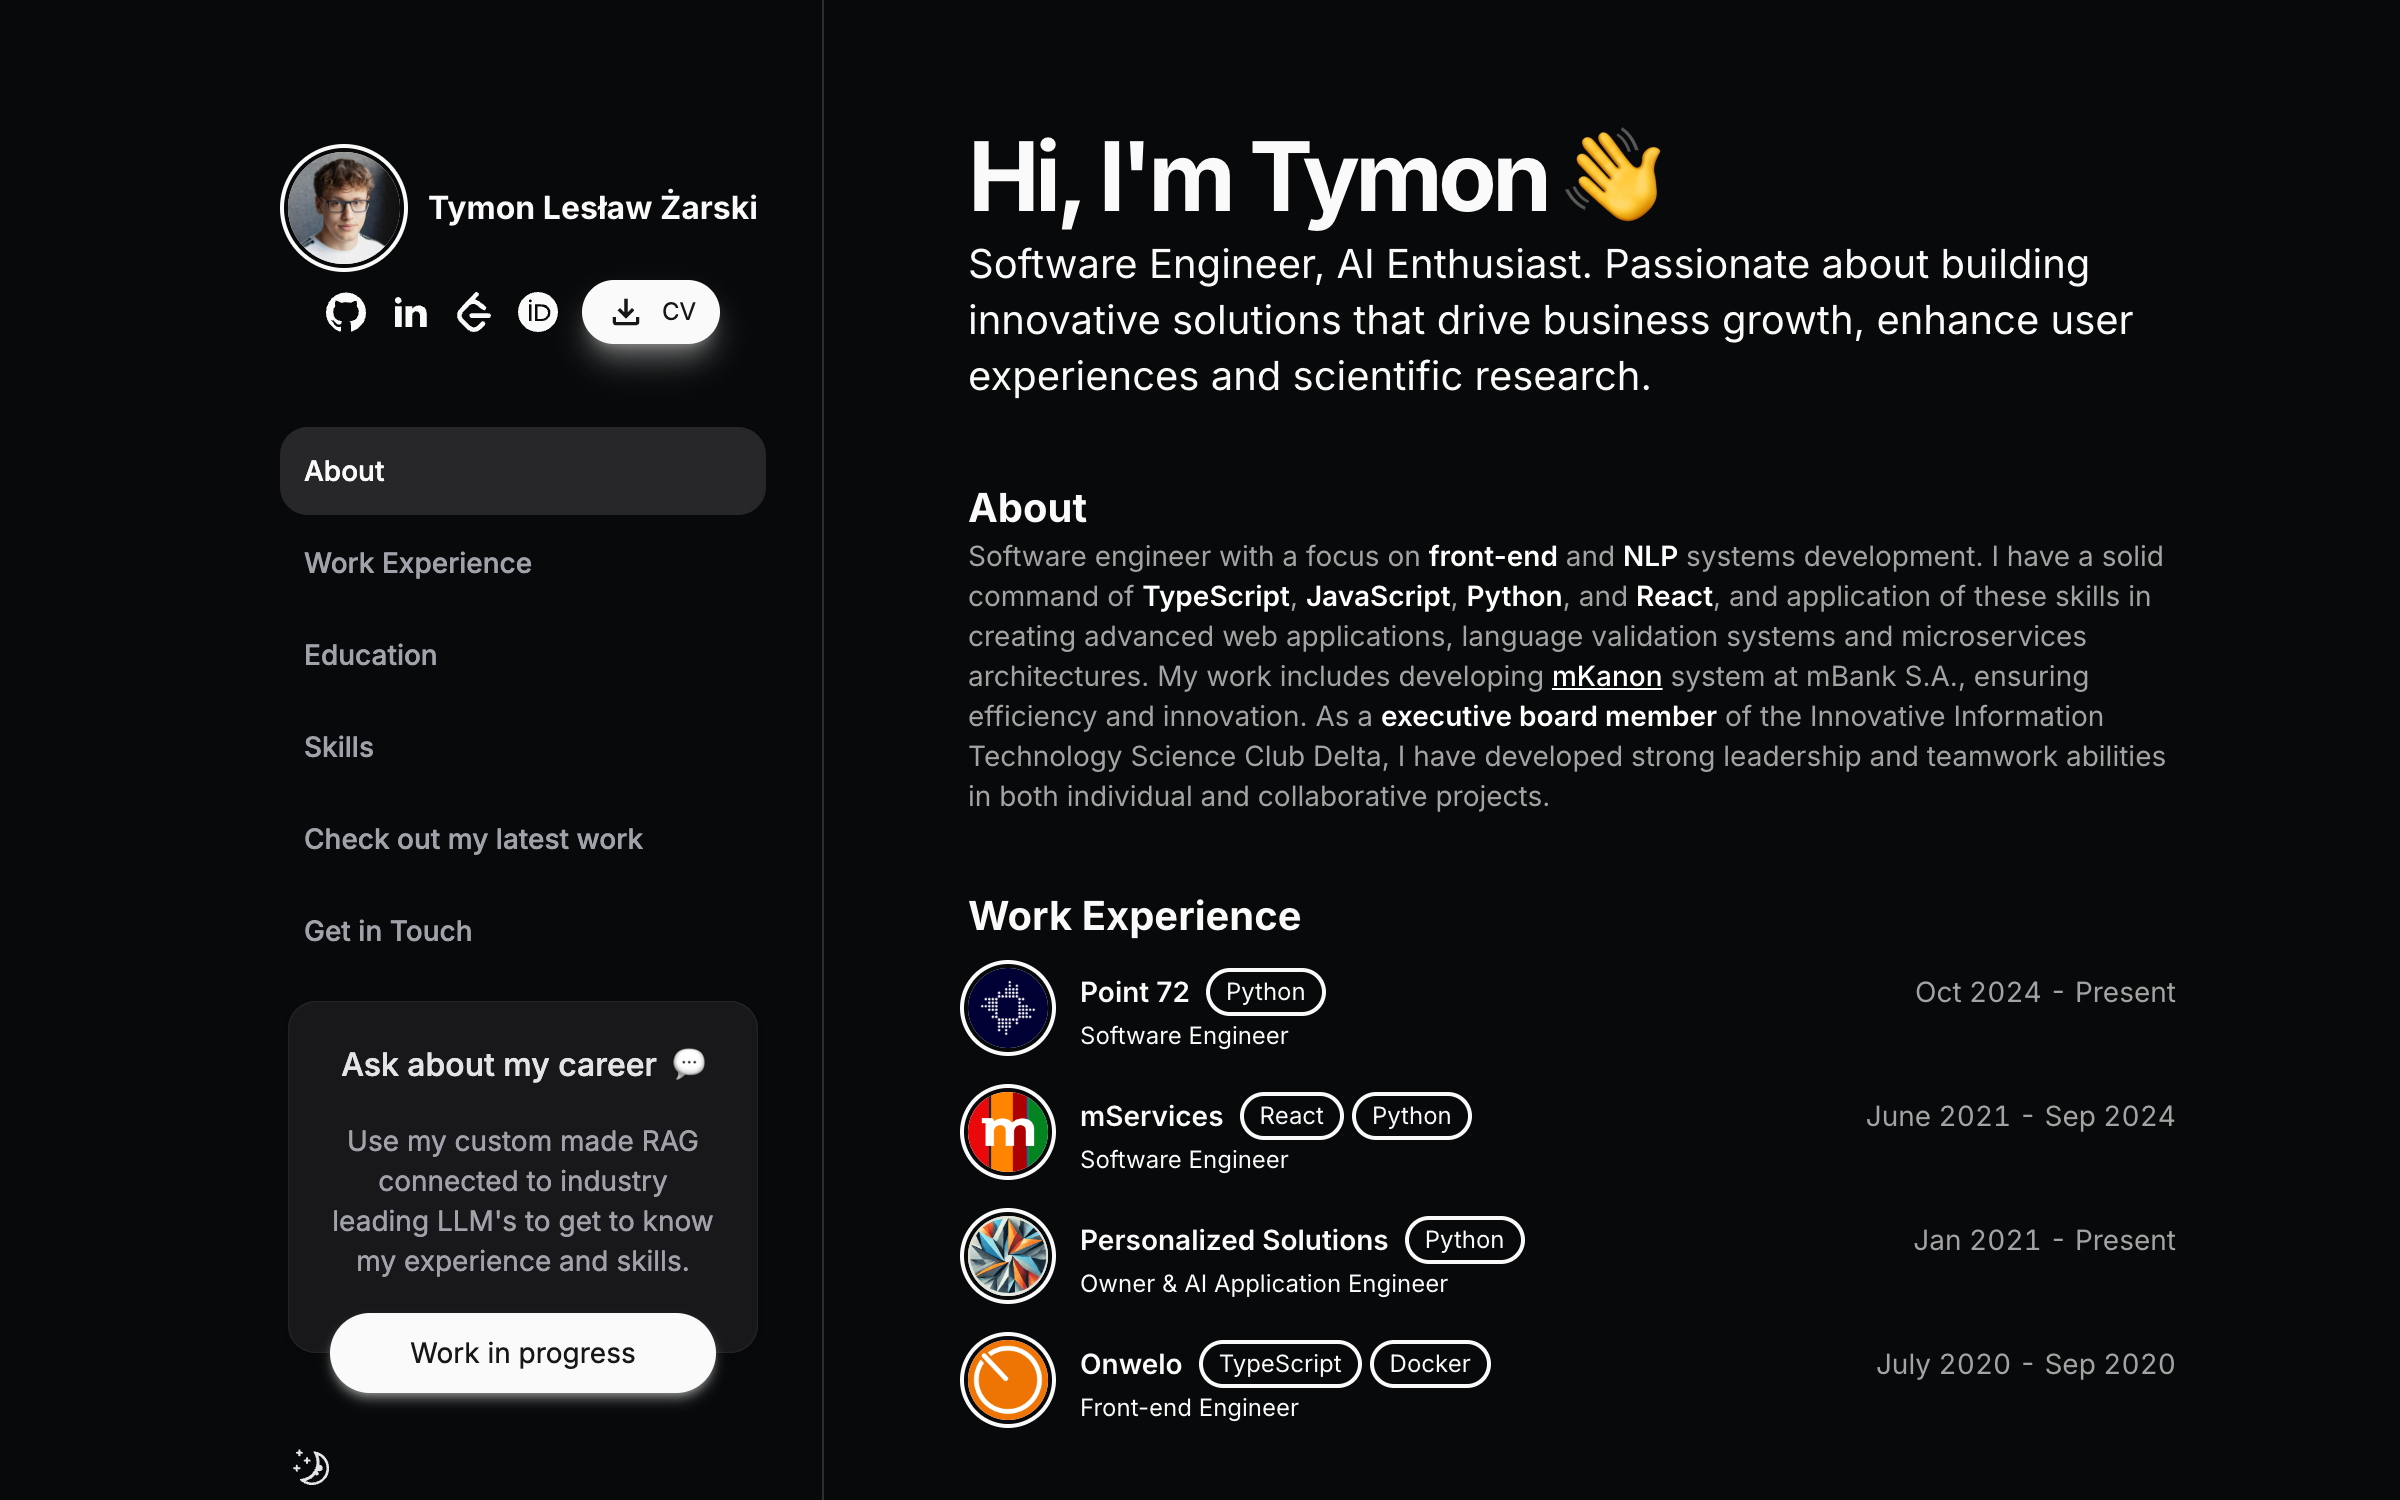 Tymon Lesław Żarski
iD
CV
About
Work Experience
Education
Skills
Check out my latest work
Get in Touch
Ask about my career
Use my custom made RAG
connected to industry
leading LLM's to get to know
my experience and skills.
Work in progress
Hi, I'm Tymon 👋
Software Engineer, AI Enthusiast. Passionate about building
innovative solutions that drive business growth, enhance user
experiences and scientific research.
About
Software engineer with a focus on front-end and NLP systems development. I have a solid
command of TypeScript, JavaScript, Python, and React, and application of these skills in
creating advanced web applications, language validation systems and microservices
architectures. My work includes developing mKanon system at mBank S.A., ensuring
efficiency and innovation. As a executive board member of the Innovative Information
Technology Science Club Delta, I have developed strong leadership and teamwork abilities
in both individual and collaborative projects.
Work Experience
Point 72 Python Oct 2024 - Present
Software Engineer
m
mServices React Python June 2021 - Sep 2024
Software Engineer
Personalized Solutions Python Jan 2021 - Present
Owner & AI Application Engineer
Onwelo TypeScript Docker July 2020 - Sep 2020
Front-end Engineer